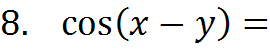 8. cos(x − y) =